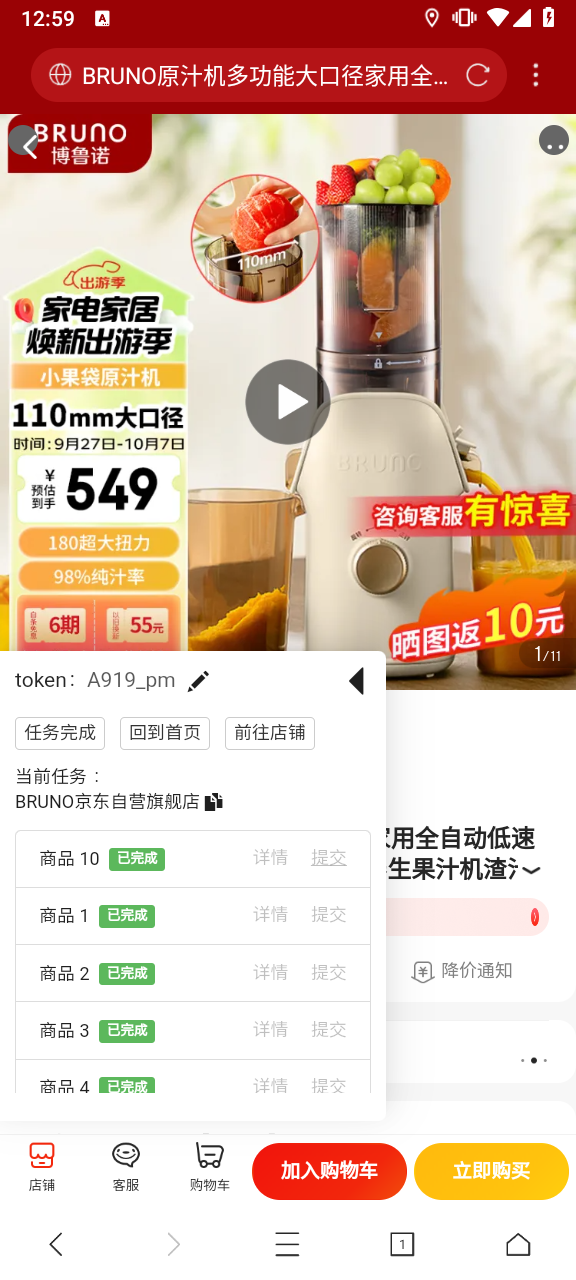 12:59
BRUNO原汁机多功能大口径家用全...
BRUNO
博鲁诺
110mm
出游季
家电家居
焕新出游季
小果袋原汁机
110mm大口径
时间:9月27日-10月7日
预估到手
¥549
180超大扭力
98%纯汁率
白条免息
6期
以旧换新
55元
BRUNO
咨询客服有惊喜
晒图返10元
1/11
token: A919_pm
任务完成
回到首页
前往店铺
当前任务：
BRUNO京东自营旗舰店
商品 10 已完成 详情 提交
商品 1 已完成 详情 提交
商品 2 已完成 详情 提交
商品 3 已完成 详情 提交
商品 4 已完成 详情 提交
家用全自动低速
生果汁机渣汁
降价通知
店铺
客服
购物车
加入购物车
立即购买
1